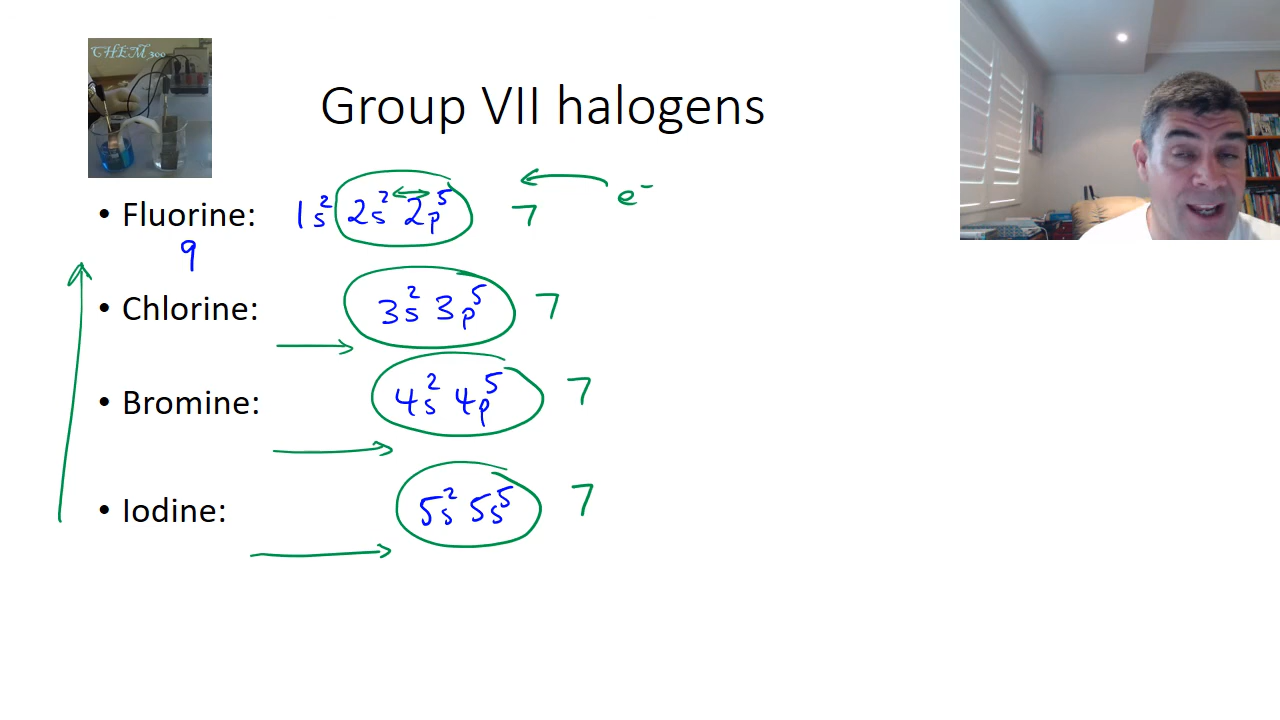 CHEM300
Group VII halogens
e⁻
• Fluorine: 1s² 2s² 2p⁵ 7
9
• Chlorine: 3s² 3p⁵ 7
• Bromine: 4s² 4p⁵ 7
• Iodine: 5s² 5s⁵ 7